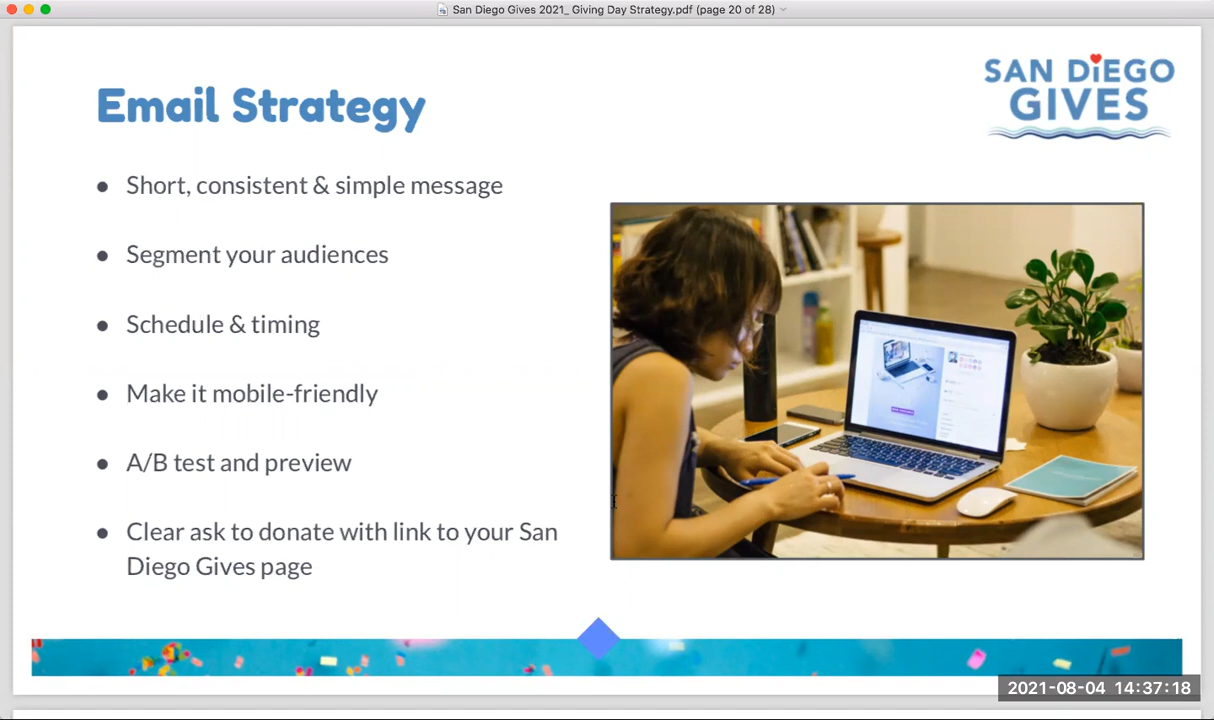 San Diego Gives 2021_ Giving Day Strategy.pdf (page 20 of 28)
SAN DiEGO
GIVES
Email Strategy
● Short, consistent & simple message
● Segment your audiences
● Schedule & timing
● Make it mobile-friendly
● A/B test and preview
● Clear ask to donate with link to your San
Diego Gives page
2021-08-04 14:37:18